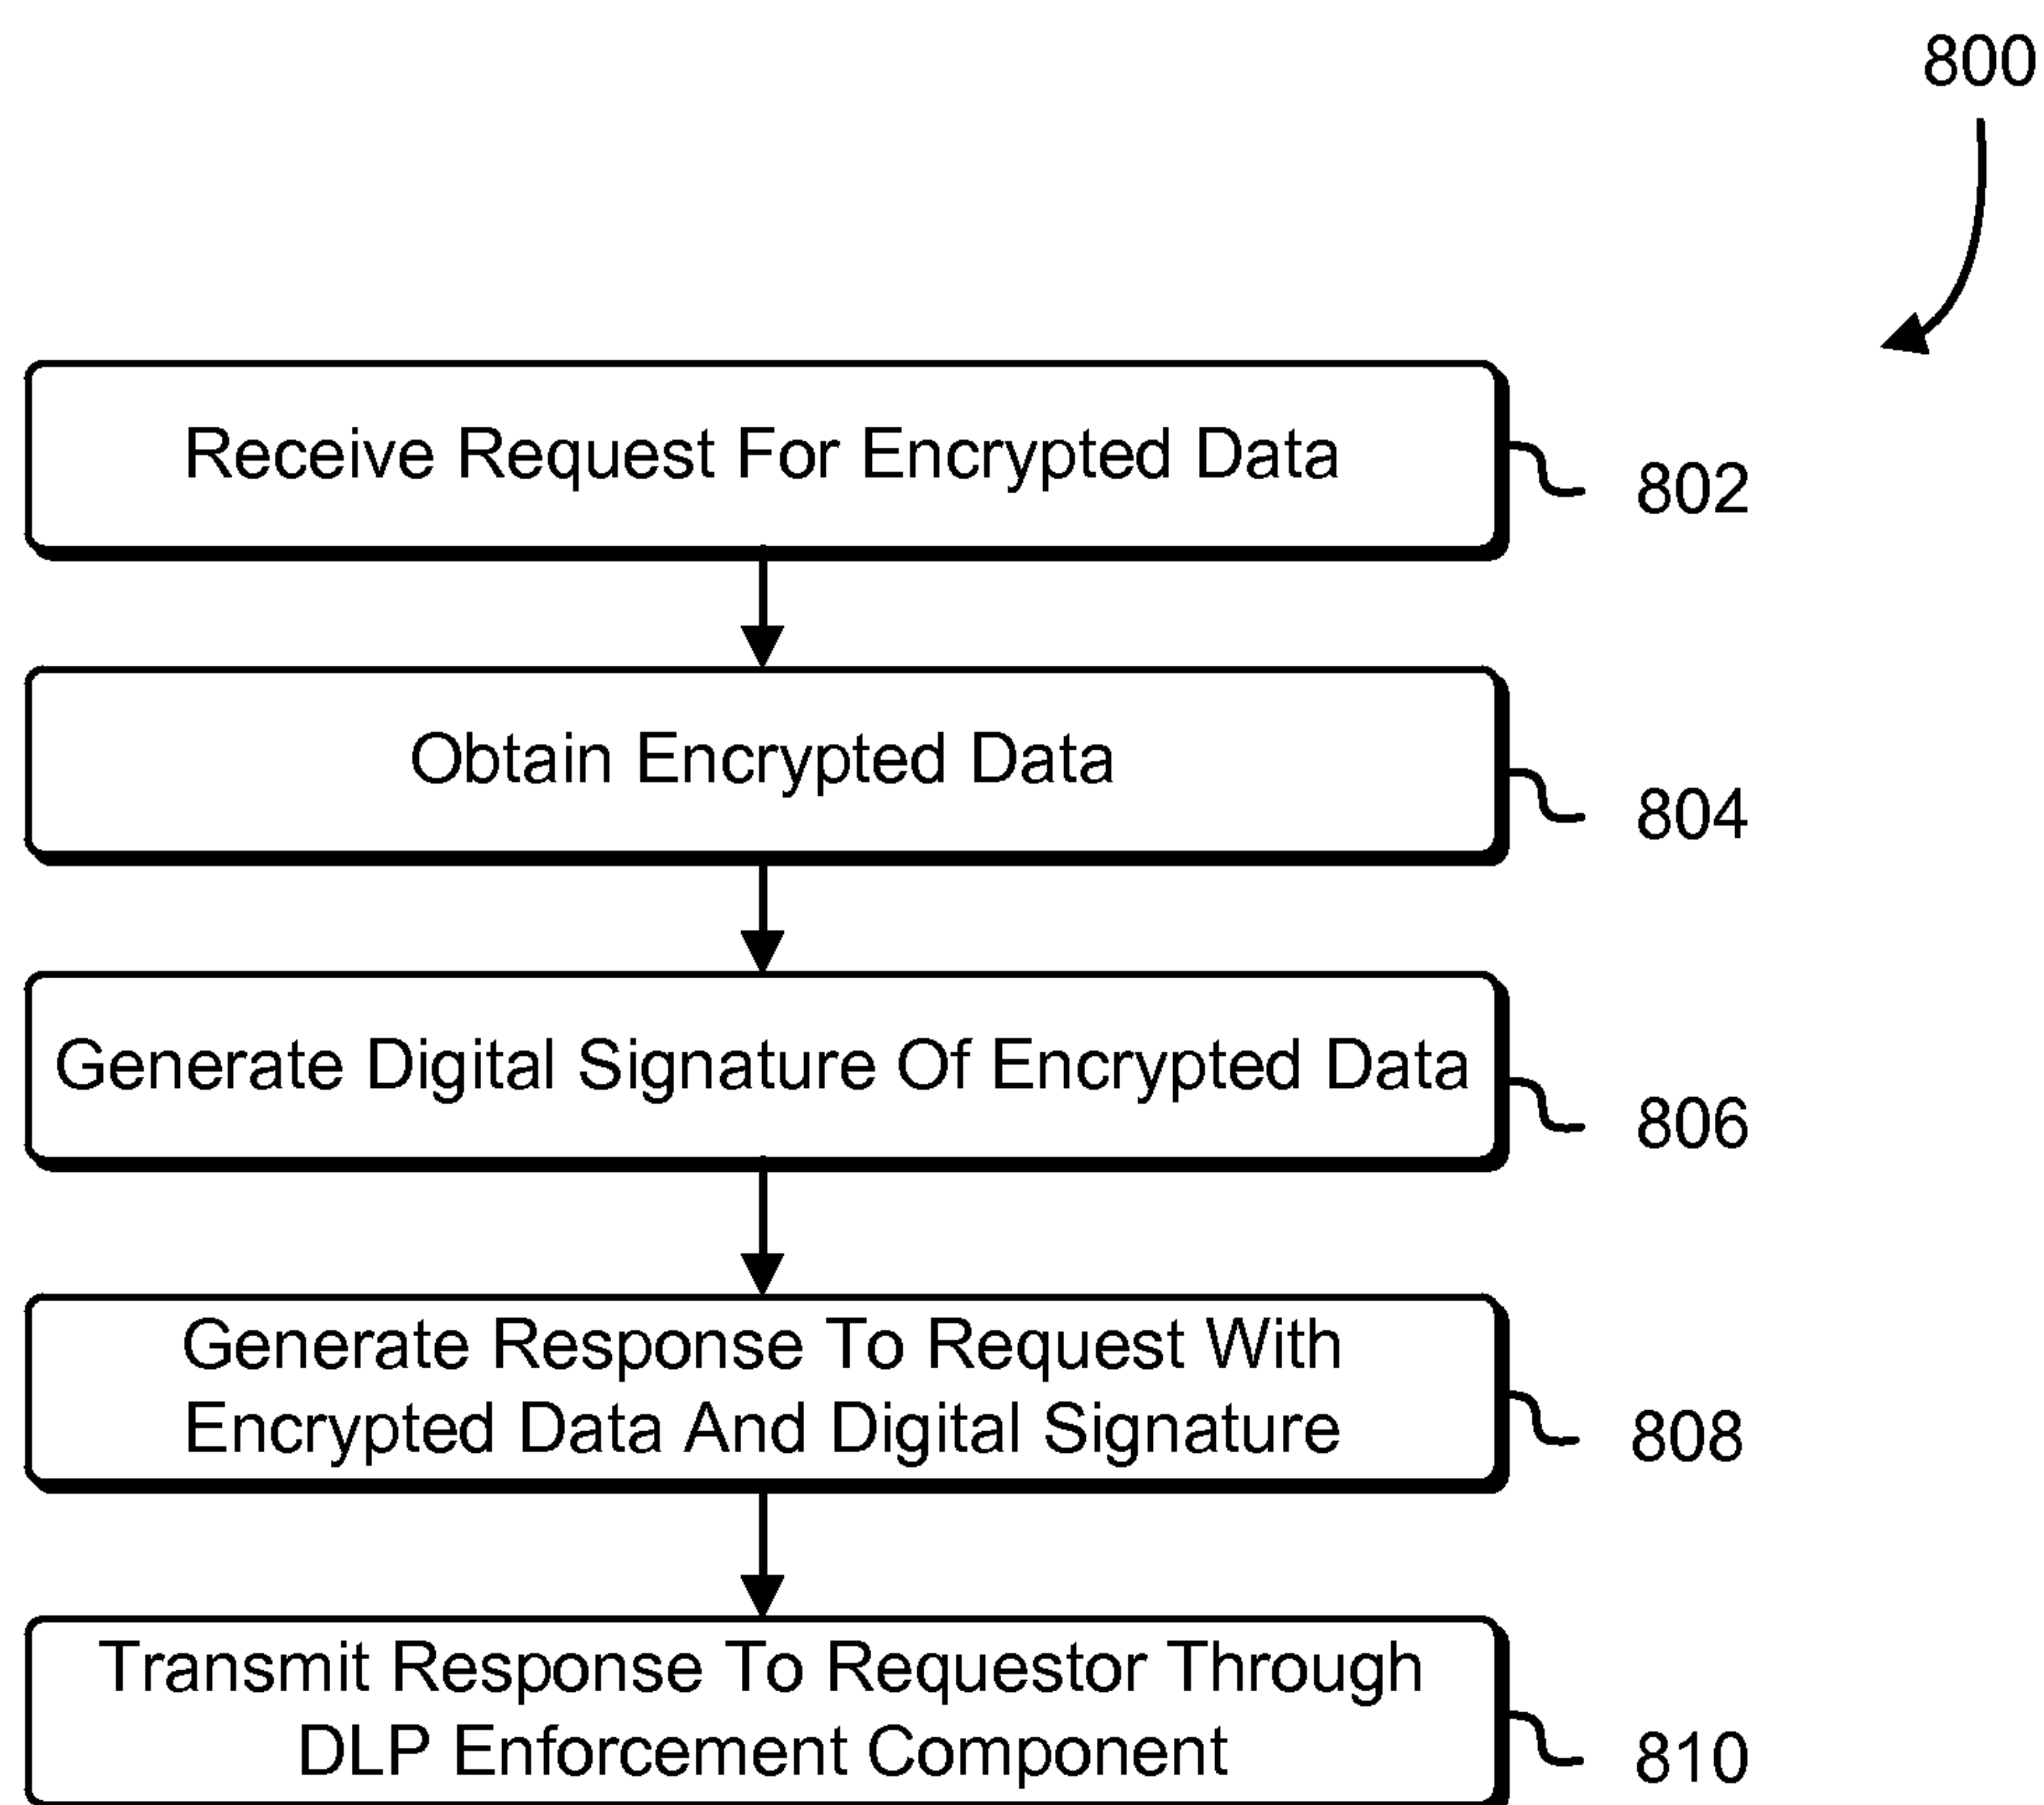 800
Receive Request For Encrypted Data
802
Obtain Encrypted Data
804
Generate Digital Signature Of Encrypted Data
806
Generate Response To Request With
Encrypted Data And Digital Signature
808
Transmit Response To Requestor Through
DLP Enforcement Component
810